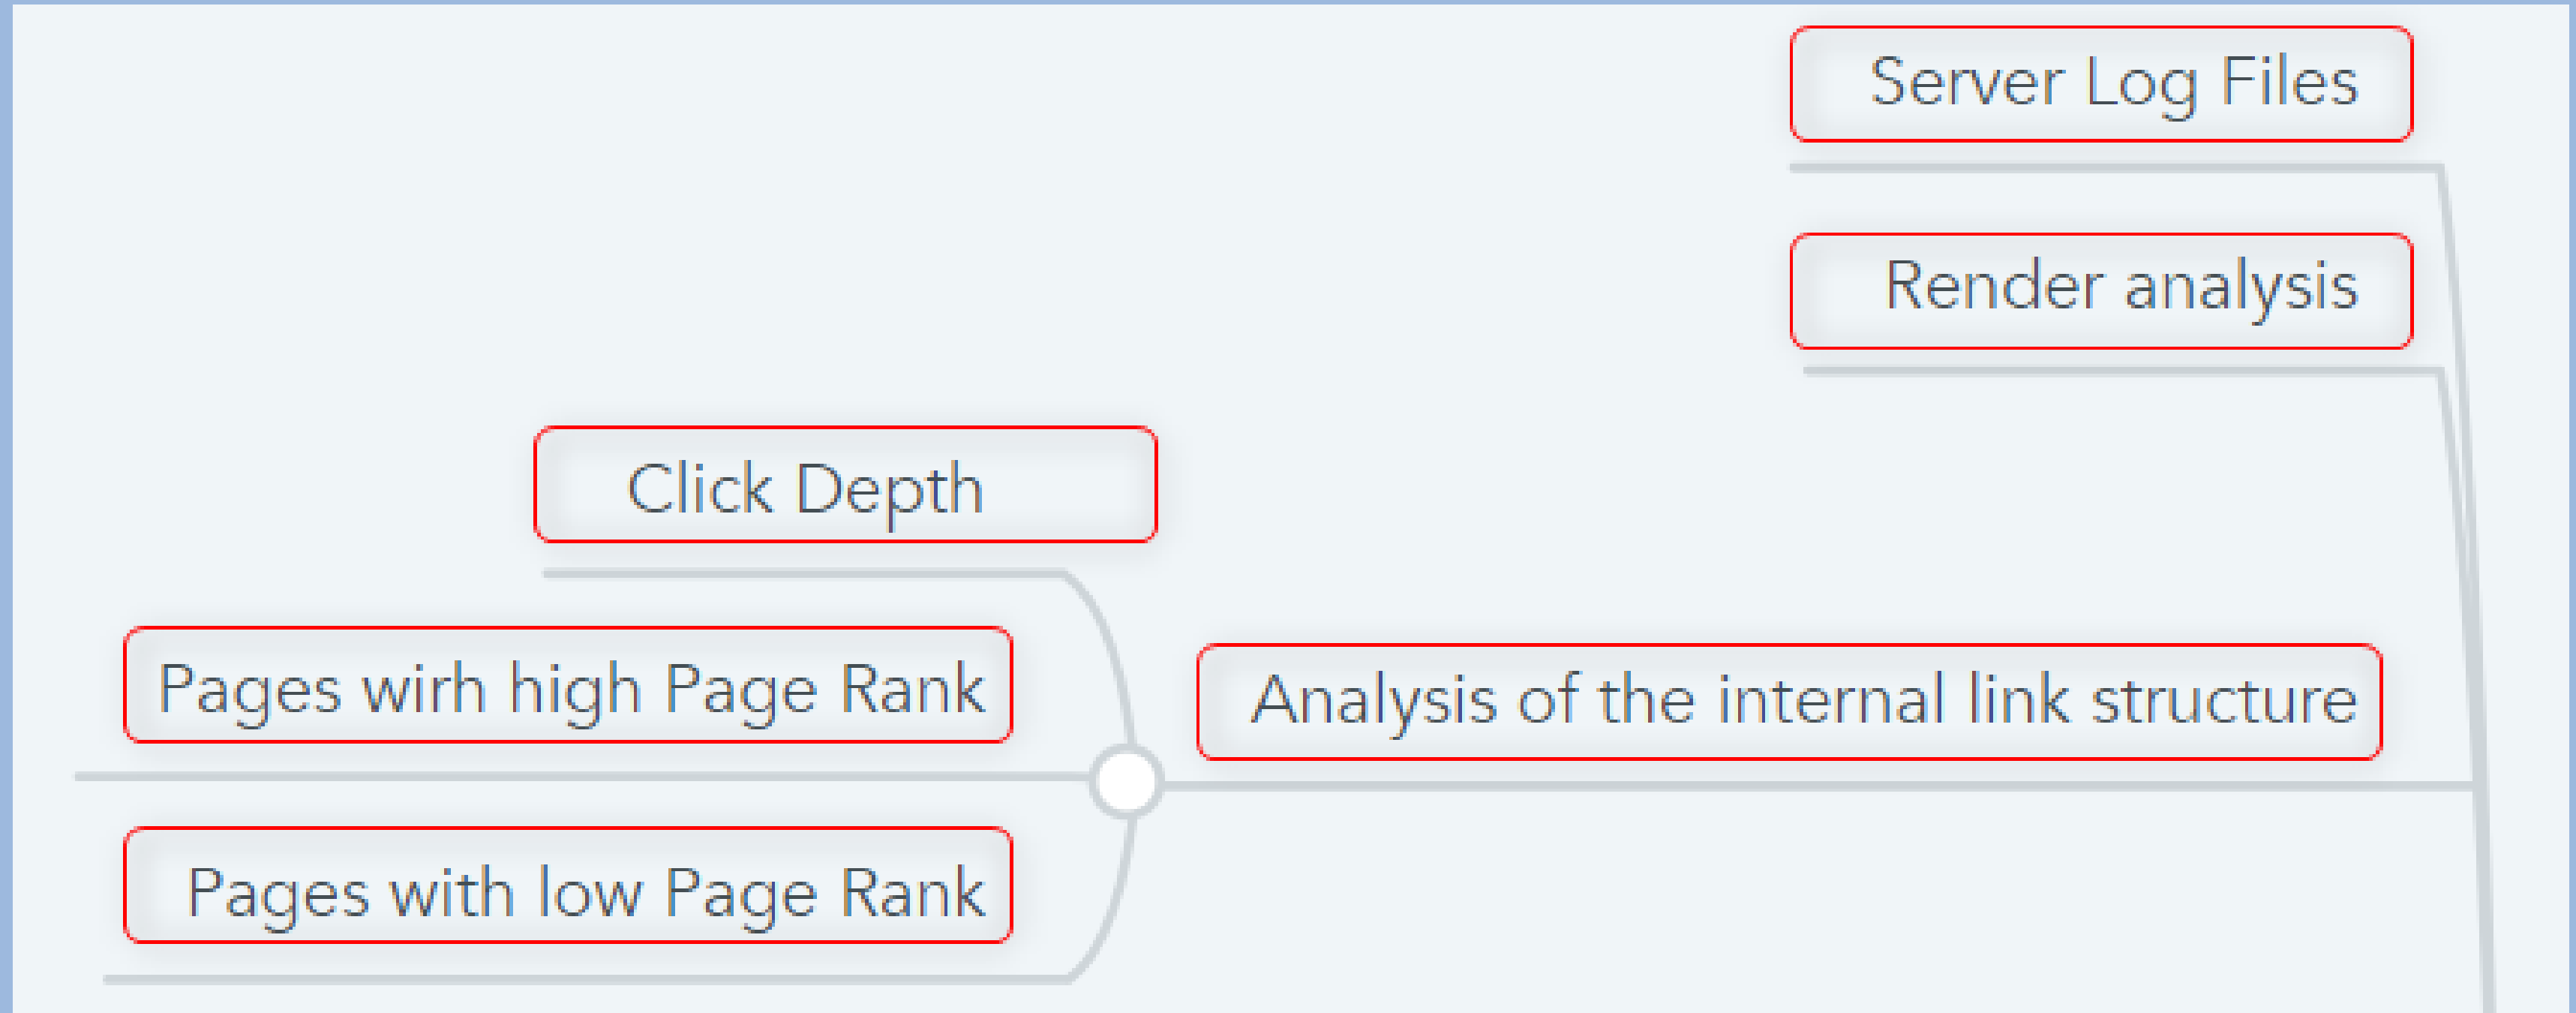 Server Log Files
Render analysis
Click Depth
Pages wirh high Page Rank
Analysis of the internal link structure
Pages with low Page Rank